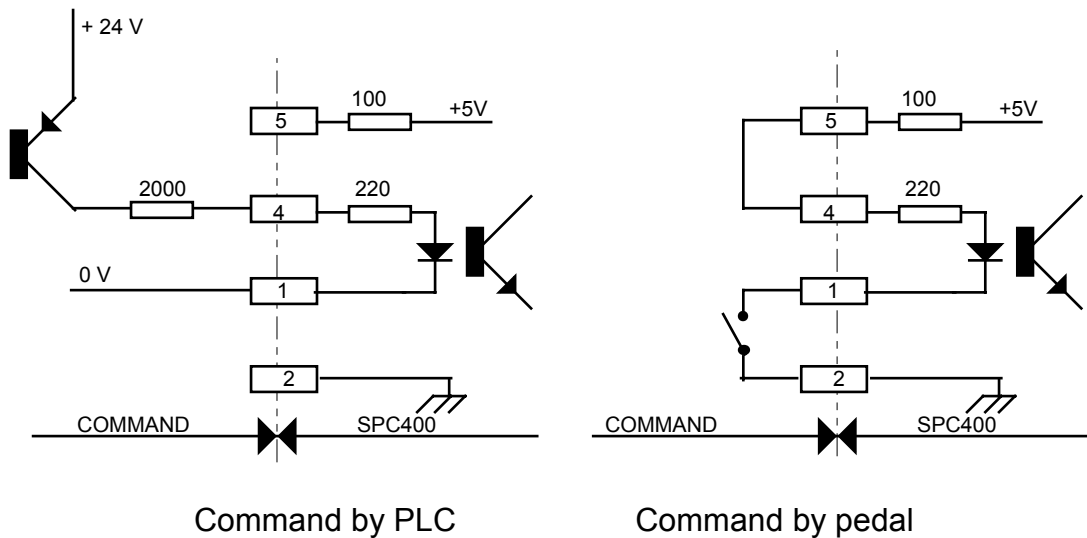 + 24 V
100
+5V
5
2000
220
4
0 V
1
2
COMMAND
SPC400
Command by PLC
100
+5V
5
220
4
1
2
COMMAND
SPC400
Command by pedal